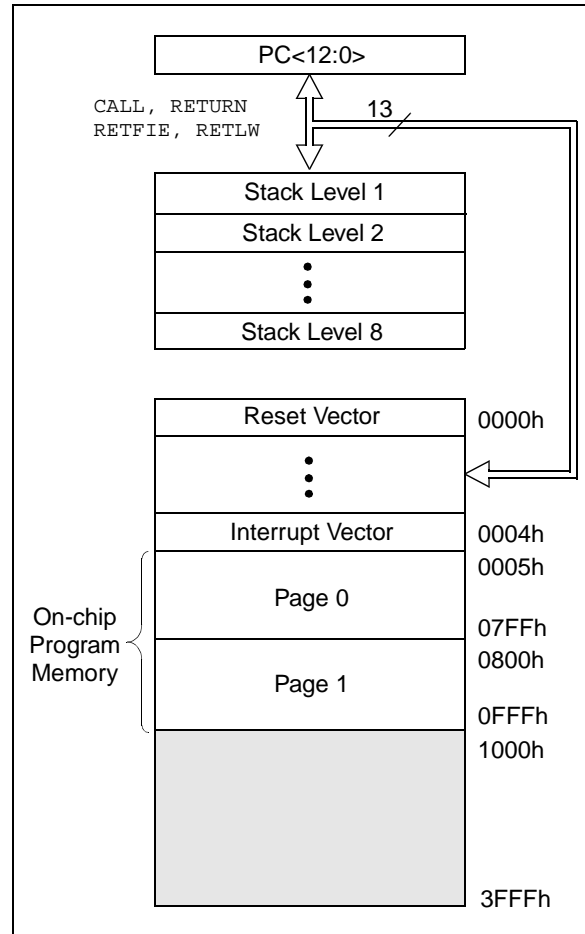 PC<12:0>
CALL, RETURN
RETFIE, RETLW
13
Stack Level 1
Stack Level 2
Stack Level 8
Reset Vector
0000h
Interrupt Vector
0004h
0005h
Page 0
07FFh
On-chip
Program
Memory
0800h
Page 1
0FFFh
1000h
3FFFh